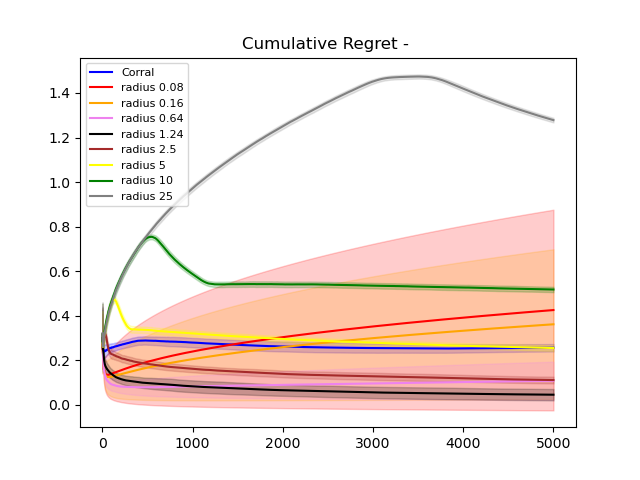 Cumulative Regret -
Corral
radius 0.08
radius 0.16
radius 0.64
radius 1.24
radius 2.5
radius 5
radius 10
radius 25
1.4
1.2
1.0
0.8
0.6
0.4
0.2
0.0
0 1000 2000 3000 4000 5000